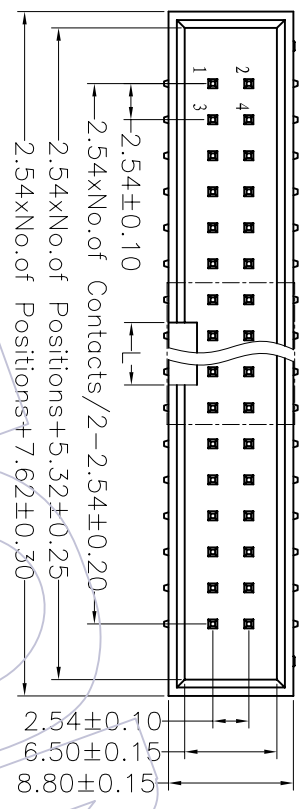 1 2
3 4
2.54±0.10
L
2.54xNo.of Contacts/2-2.54±0.20
2.54xNo.of Positions+5.32±0.25
2.54xNo.of Positions+7.62±0.30
2.54±0.10
6.50±0.15
8.80±0.15